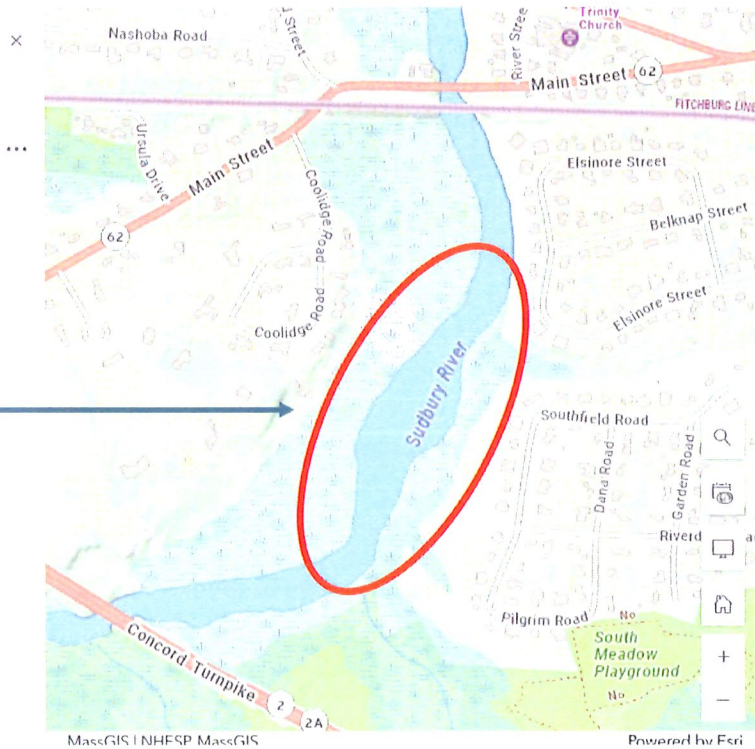 Trinity
Church
Nashoba Road
Street
River Stree
Main Street
62
FITCHBURG LINE
Ursula Drive
Main Street
62
Coolidge Road
Coolidge Road
Elsinore Street
Belknap Street
Elsinore Street
Sudbury River
Southfield Road
Dana Road
Garden Road
Riverd
Pilgrim Road
No
South
Meadow
Playground
No
Concord Turnpike
2
2A
MassGIS | NHESP, MassGIS
Powered by Esri